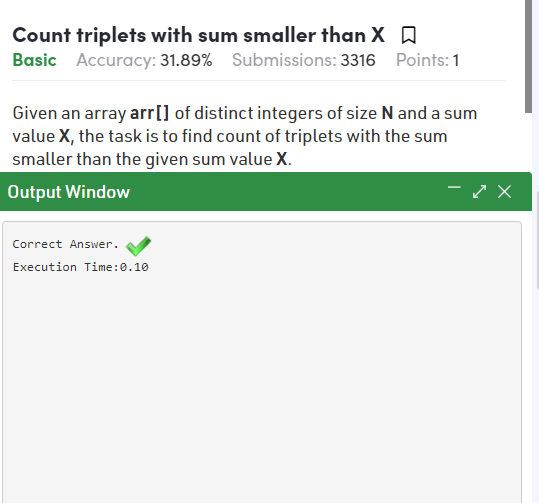 Count triplets with sum smaller than X
Basic Accuracy: 31.89% Submissions: 3316 Points: 1
Given an array arr[] of distinct integers of size N and a sum
value X, the task is to find count of triplets with the sum
smaller than the given sum value X.
Output Window
Correct Answer.
Execution Time:0.10